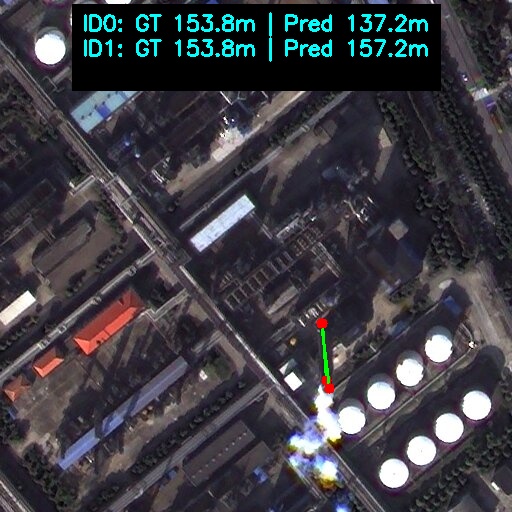 ID0: GT 153.8m | Pred 137.2m
ID1: GT 153.8m | Pred 157.2m